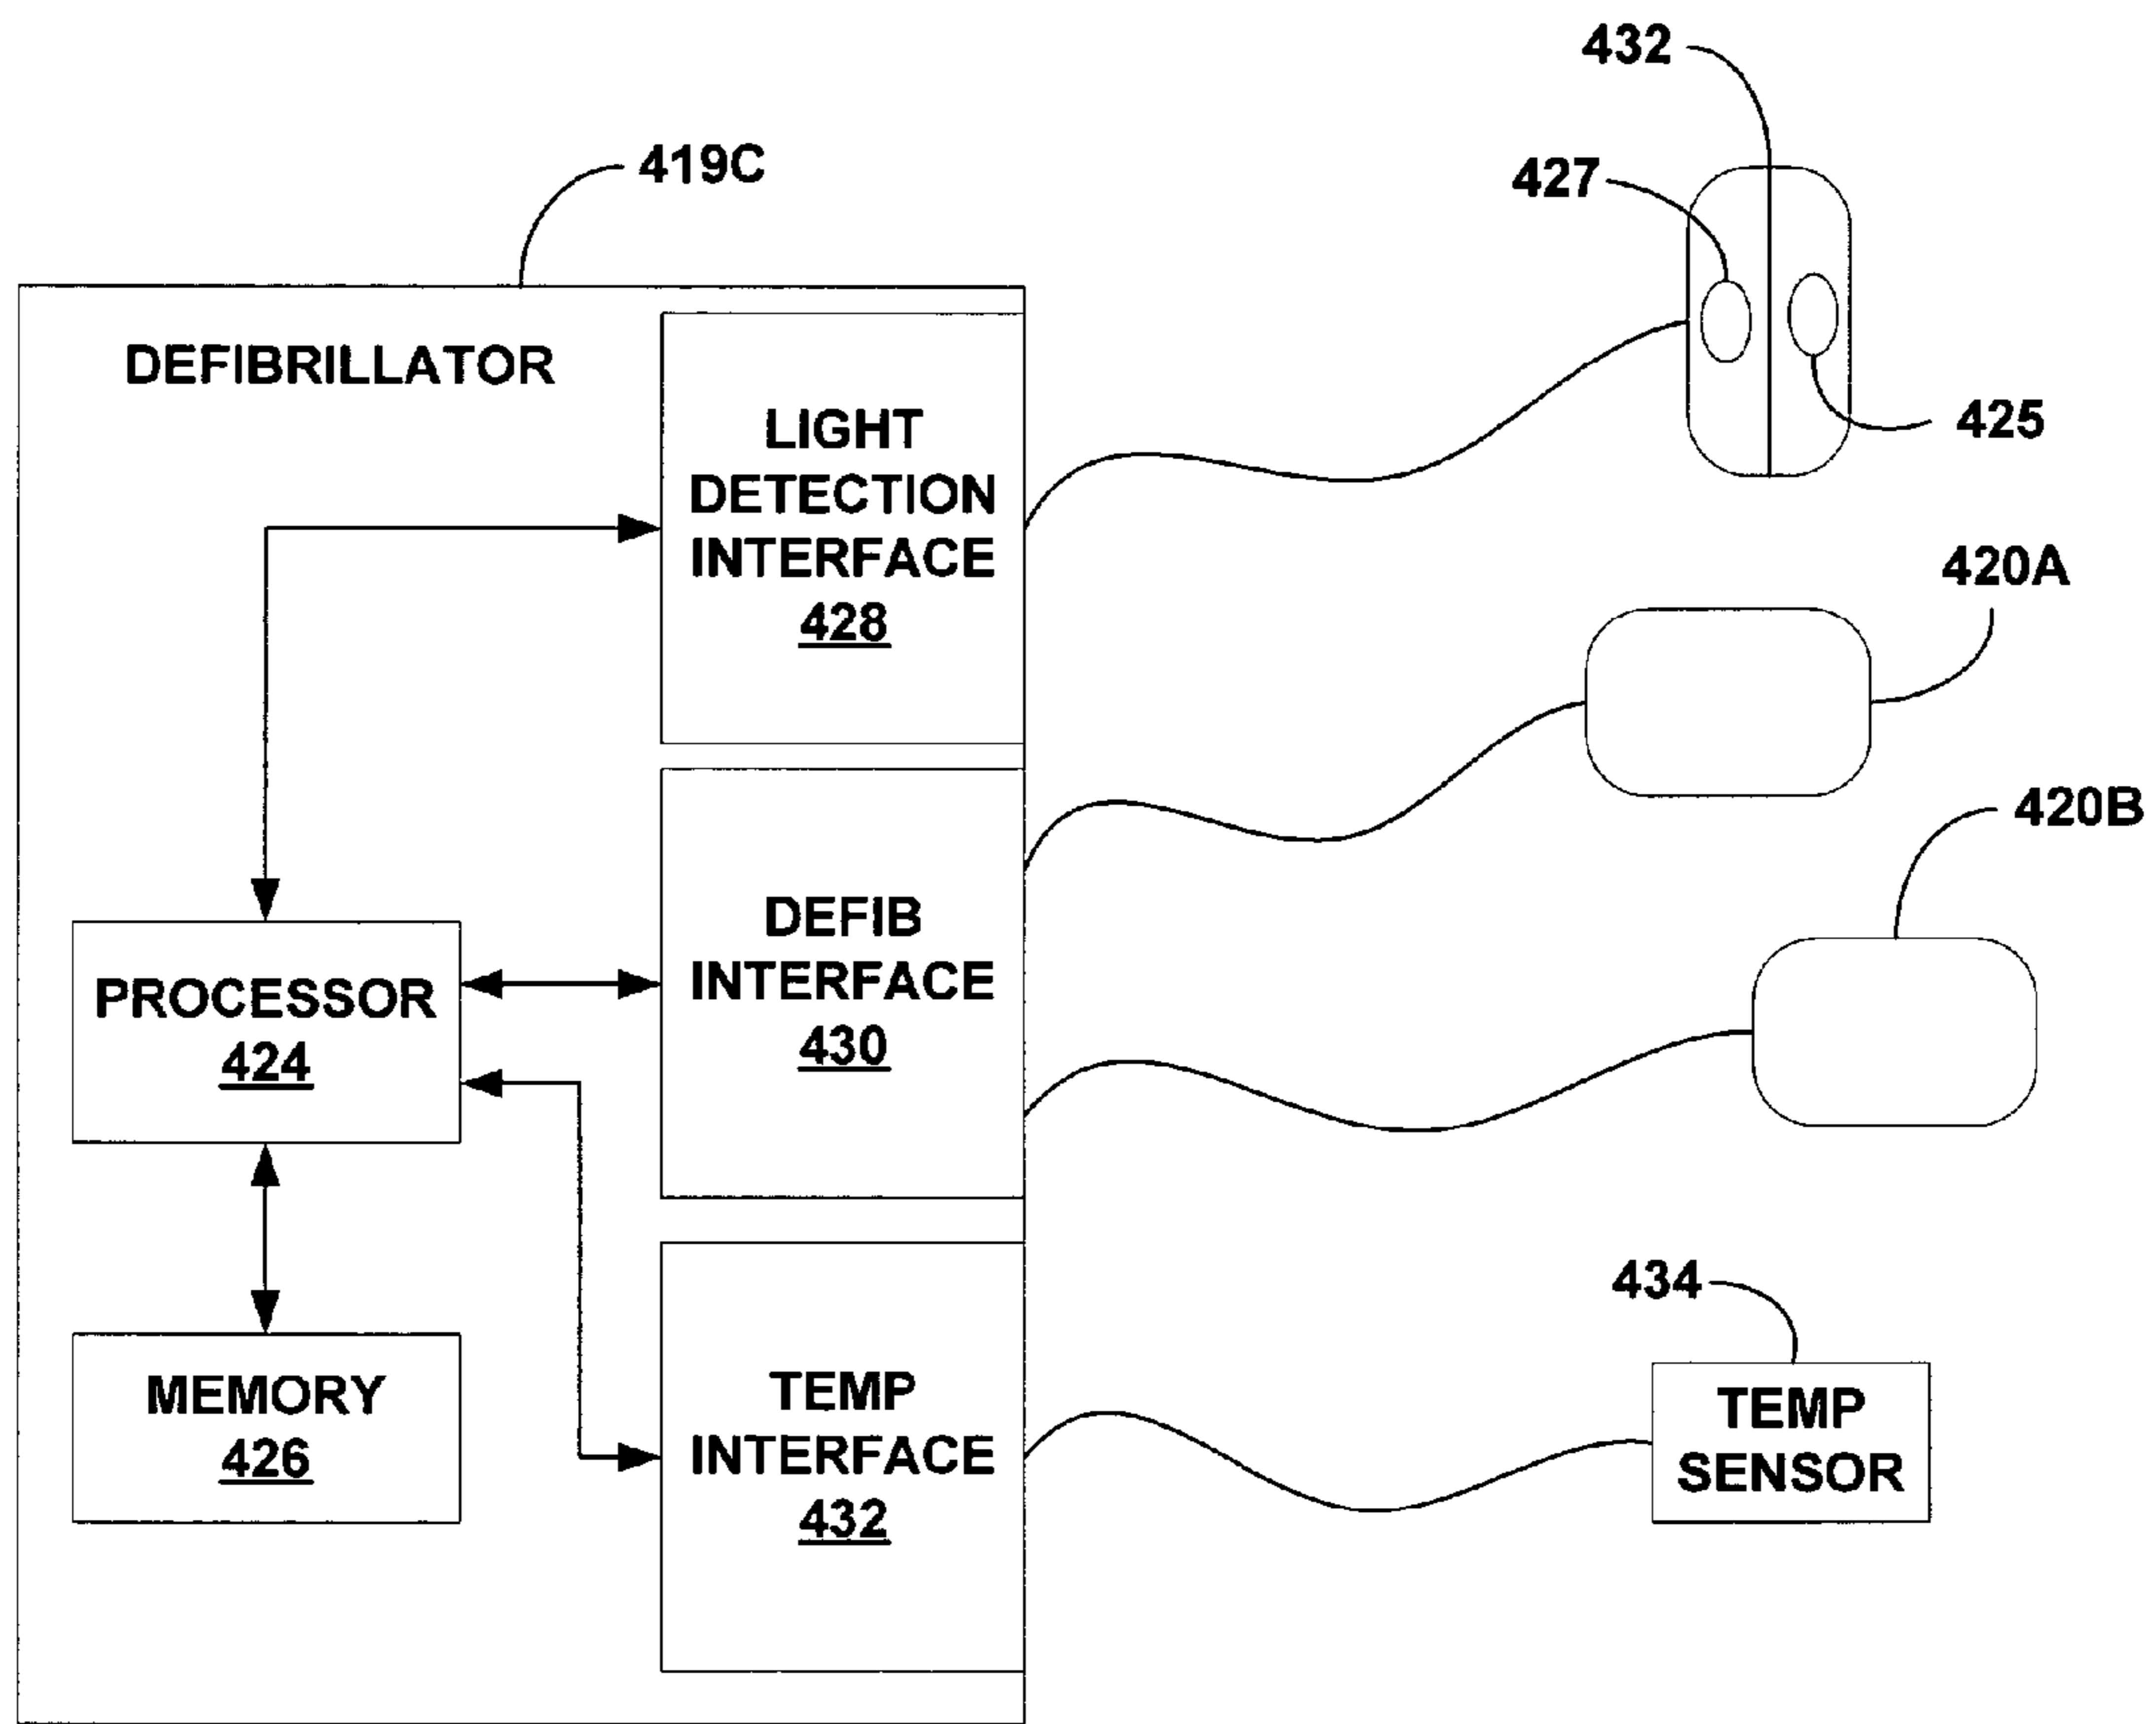 432
419C
427
DEFIBRILLATOR
LIGHT
DETECTION
INTERFACE
428
425
420A
420B
DEFIB
INTERFACE
430
PROCESSOR
424
434
MEMORY
426
TEMP
INTERFACE
432
TEMP
SENSOR